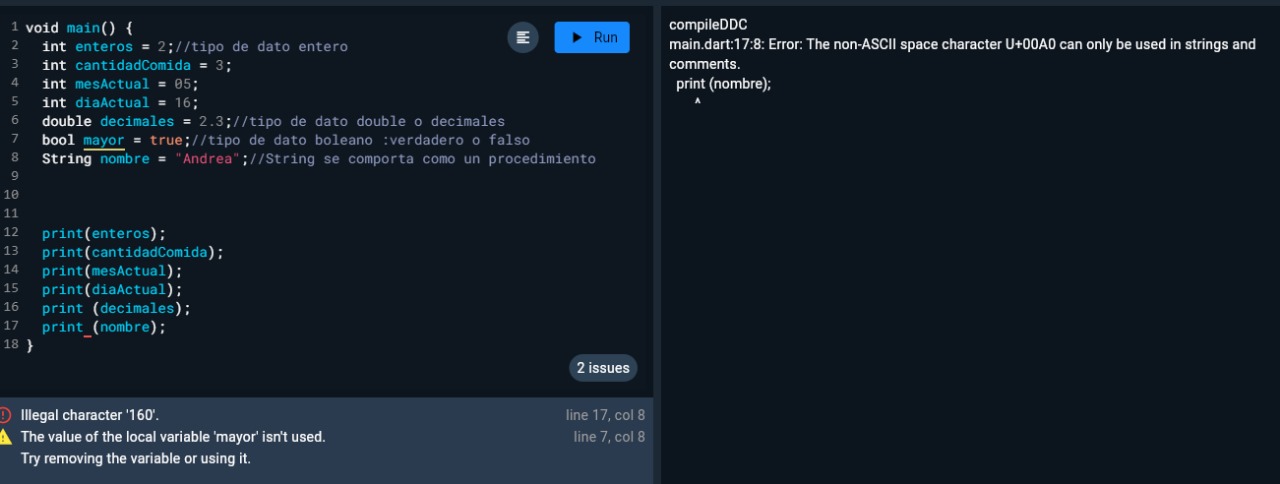 1 void main() {
2 int enteros = 2;//tipo de dato entero
3 int cantidadComida = 3;
4 int mesActual = 05;
5 int diaActual = 16;
6 double decimales = 2.3;//tipo de dato double o decimales
7 bool mayor = true;//tipo de dato boleano :verdadero o falso
8 String nombre = "Andrea";//String se comporta como un procedimiento
9
10
11
12 print(enteros);
13 print(cantidadComida);
14 print(mesActual);
15 print(diaActual);
16 print (decimales);
17 print (nombre);
18 }
Run
2 issues
Illegal character '160'. line 17, col 8
The value of the local variable 'mayor' isn't used. line 7, col 8
Try removing the variable or using it.
compileDDC
main.dart:17:8: Error: The non-ASCII space character U+00A0 can only be used in strings and
comments.
print (nombre);
^